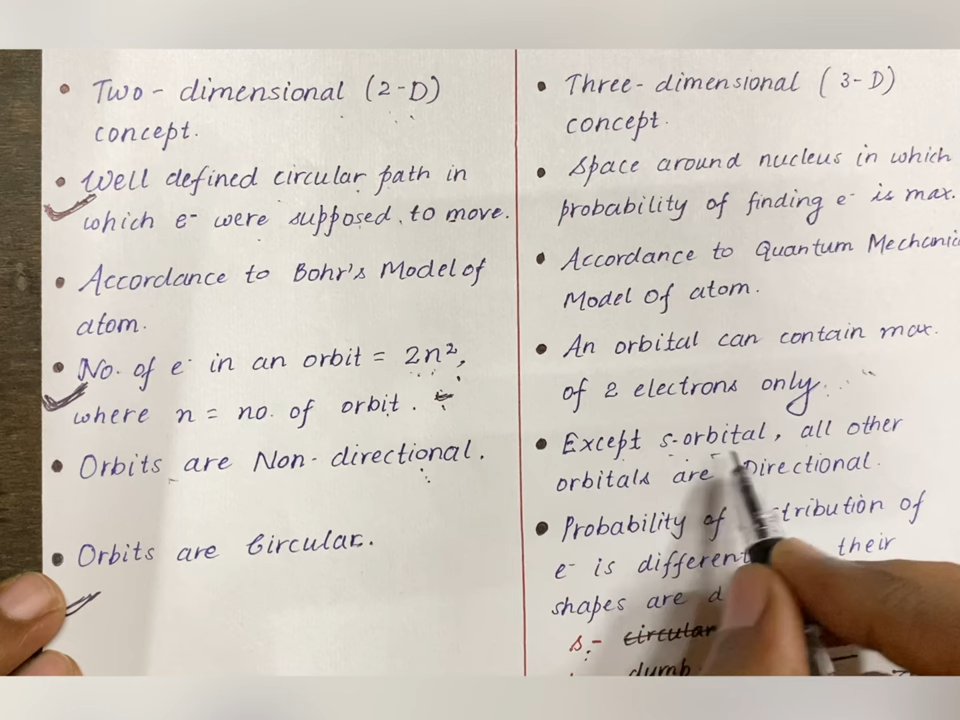 • Two-dimensional (2-D)
concept.
• Well defined circular path in
which e⁻ were supposed to move.
• Accordance to Bohr's Model of
atom.
• No. of e⁻ in an orbit = 2n²,
where n = no. of orbit.
• Orbits are Non-directional.
• Orbits are Circular.
• Three-dimensional (3-D)
concept.
• Space around nucleus in which
probability of finding e⁻ is max.
• Accordance to Quantum Mechanic
Model of atom.
• An orbital can contain max.
of 2 electrons only.
• Except s-orbital, all other
orbitals are Directional.
• Probability of tribution of
e⁻ is different their
shapes are d
s:- circular
dumb